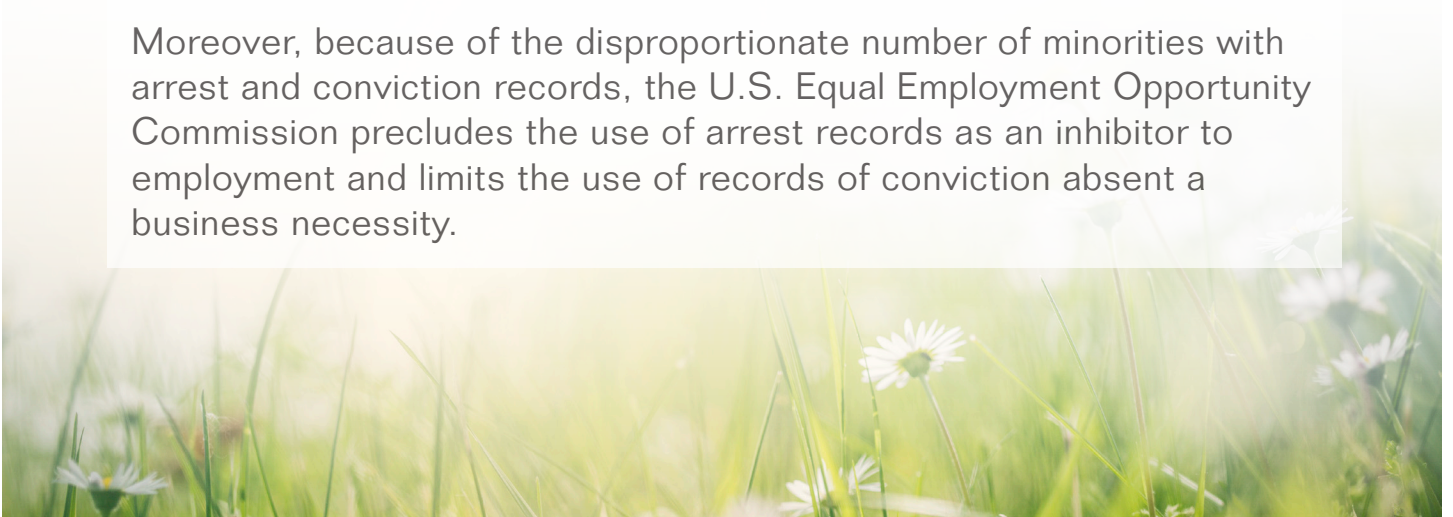 Moreover, because of the disproportionate number of minorities with
arrest and conviction records, the U.S. Equal Employment Opportunity
Commission precludes the use of arrest records as an inhibitor to
employment and limits the use of records of conviction absent a
business necessity.